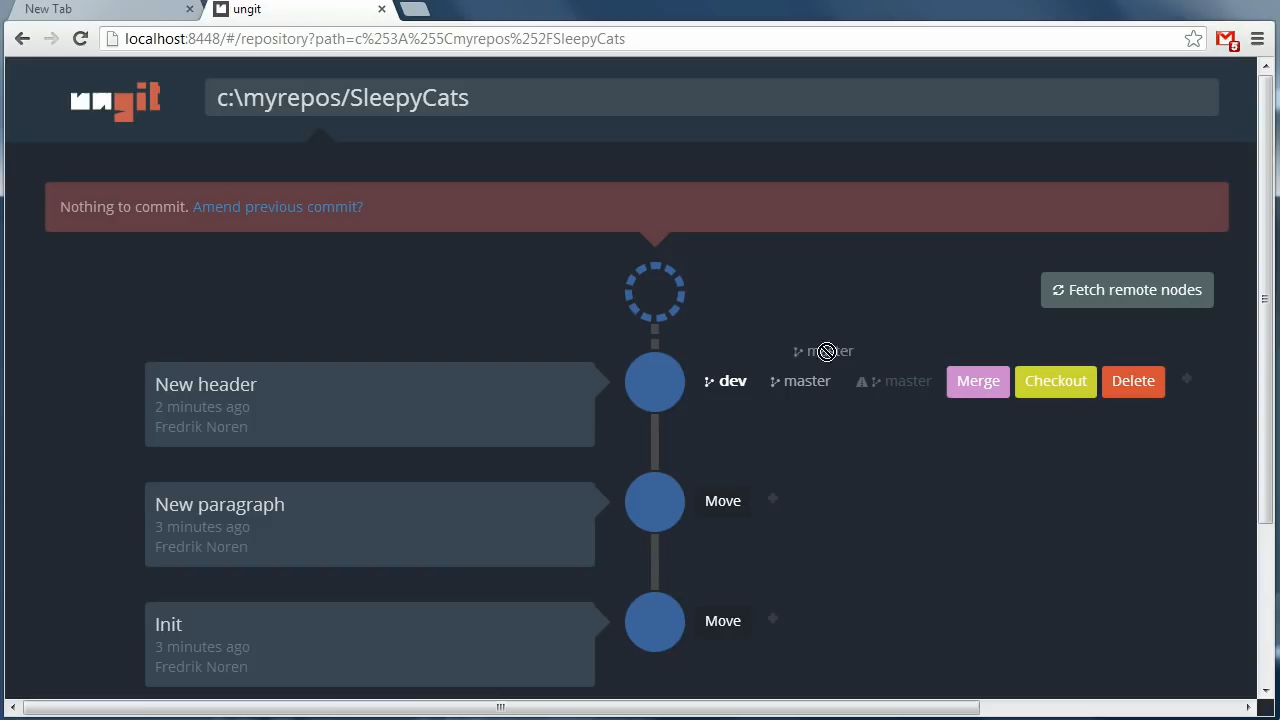 New Tab
ungit
localhost:8448/#/repository?path=c%253A%255Cmyrepos%252FSleepyCats
5
ungit
c:\myrepos/SleepyCats
Nothing to commit. Amend previous commit?
Fetch remote nodes
master
New header
2 minutes ago
Fredrik Noren
dev master master Merge Checkout Delete
New paragraph
3 minutes ago
Fredrik Noren
Move
Init
3 minutes ago
Fredrik Noren
Move